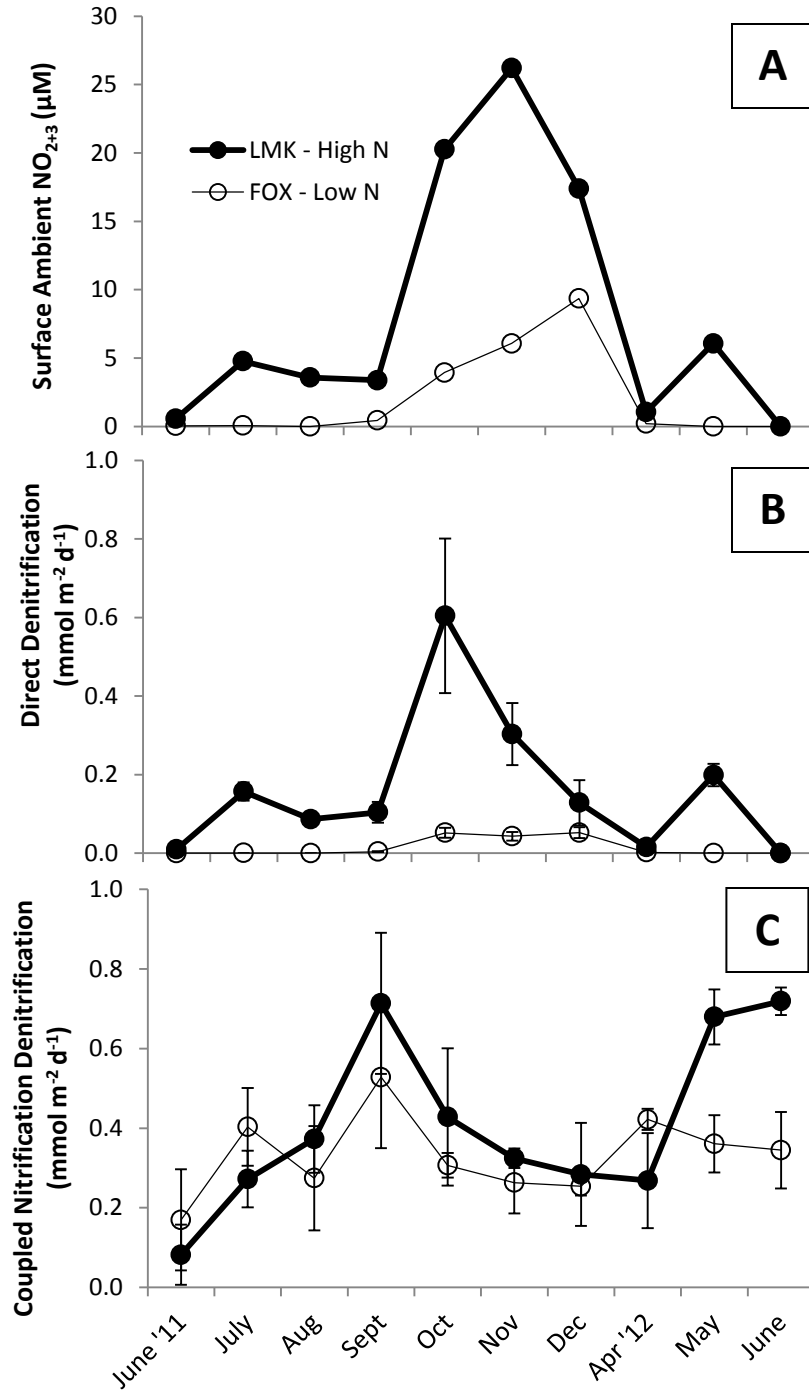 A
Surface Ambient NO2+3 (µM)
30
25
20
15
10
5
0
LMK - High N
FOX - Low N
B
Direct Denitrification
(mmol m-2 d-1)
1.0
0.8
0.6
0.4
0.2
0.0
C
Coupled Nitrification Denitrification
(mmol m-2 d-1)
1.0
0.8
0.6
0.4
0.2
0.0
June '11
July
Aug
Sept
Oct
Nov
Dec
Apr '12
May
June